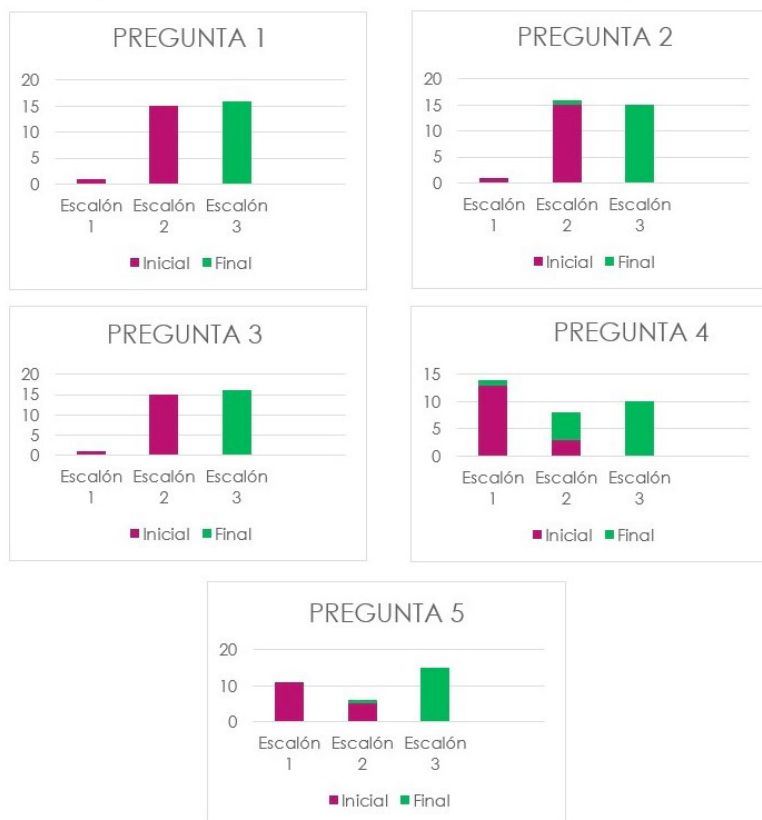 PREGUNTA 1
20
15
10
5
0
Escalón 1
Escalón 2
Escalón 3
Inicial Final
PREGUNTA 2
20
15
10
5
0
Escalón 1
Escalón 2
Escalón 3
Inicial Final
PREGUNTA 3
20
15
10
5
0
Escalón 1
Escalón 2
Escalón 3
Inicial Final
PREGUNTA 4
15
10
5
0
Escalón 1
Escalón 2
Escalón 3
Inicial Final
PREGUNTA 5
20
10
0
Escalón 1
Escalón 2
Escalón 3
Inicial Final